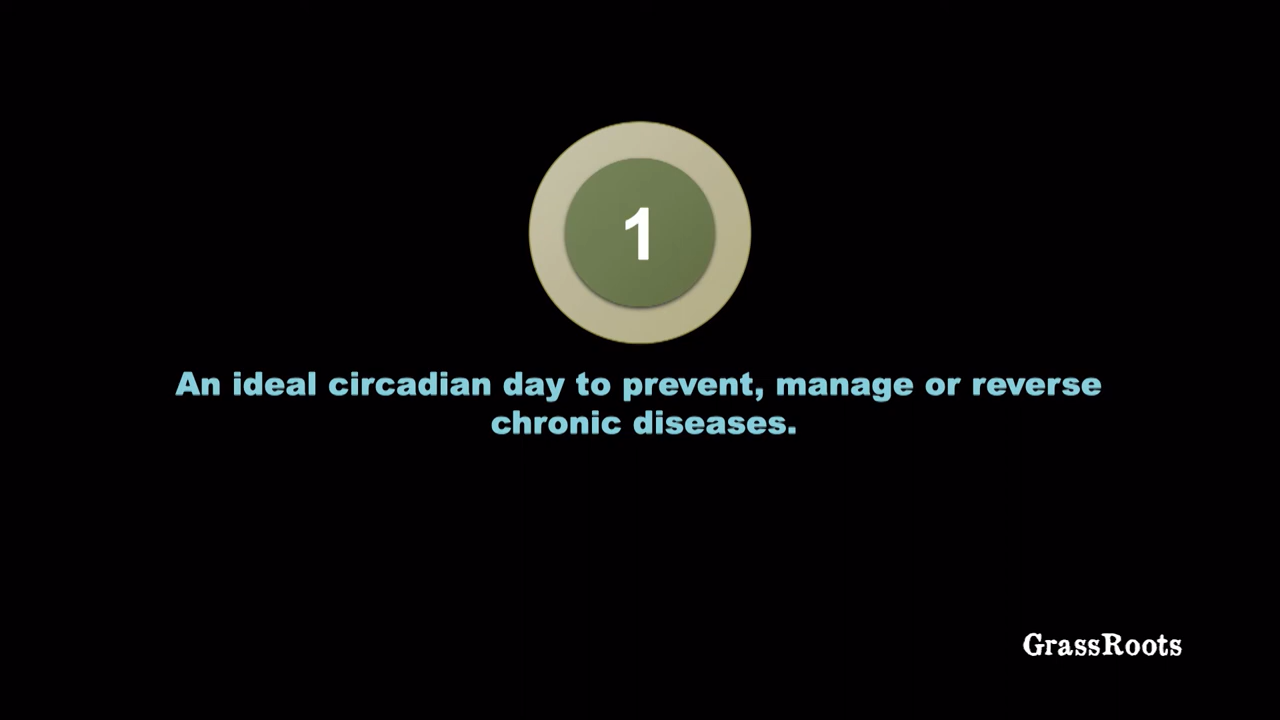 1
An ideal circadian day to prevent, manage or reverse
chronic diseases.
GrassRoots